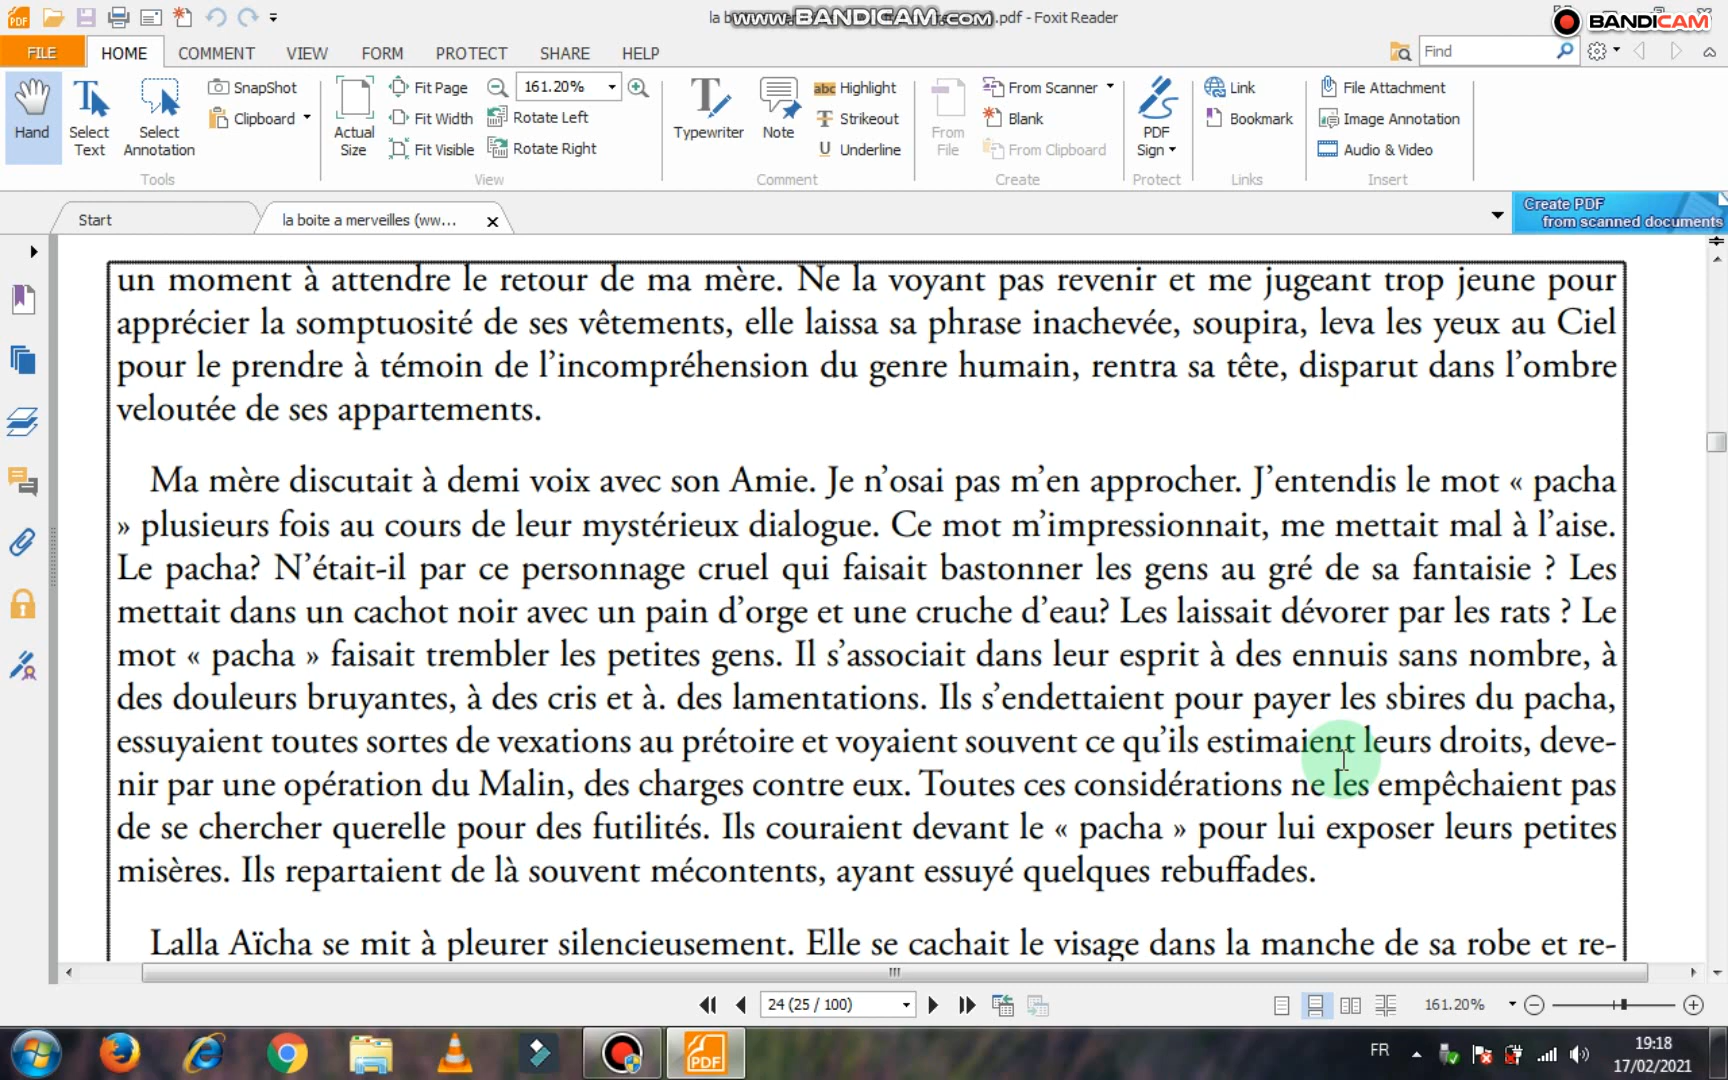 la b www.BANDICAM.com .pdf - Foxit Reader
BANDICAM
FILE HOME COMMENT VIEW FORM PROTECT SHARE HELP Find
Hand
Select Text
Select Annotation
SnapShot
Clipboard
Tools
Actual Size
Fit Page
Fit Width
Fit Visible
161.20%
Rotate Left
Rotate Right
View
Typewriter
Note
abc Highlight
T Strikeout
U Underline
Comment
From File
From Scanner
Blank
From Clipboard
Create
PDF Sign
Protect
Link
Bookmark
Links
File Attachment
Image Annotation
Audio & Video
Insert
Start
la boite a merveilles (ww...
Create PDF
from scanned documents
un moment à attendre le retour de ma mère. Ne la voyant pas revenir et me jugeant trop jeune pour
apprécier la somptuosité de ses vêtements, elle laissa sa phrase inachevée, soupira, leva les yeux au Ciel
pour le prendre à témoin de l’incompréhension du genre humain, rentra sa tête, disparut dans l’ombre
veloutée de ses appartements.
Ma mère discutait à demi voix avec son Amie. Je n’osai pas m’en approcher. J’entendis le mot « pacha
» plusieurs fois au cours de leur mystérieux dialogue. Ce mot m’impressionnait, me mettait mal à l’aise.
Le pacha? N’était-il par ce personnage cruel qui faisait bastonner les gens au gré de sa fantaisie ? Les
mettait dans un cachot noir avec un pain d’orge et une cruche d’eau? Les laissait dévorer par les rats ? Le
mot « pacha » faisait trembler les petites gens. Il s’associait dans leur esprit à des ennuis sans nombre, à
des douleurs bruyantes, à des cris et à. des lamentations. Ils s’endettaient pour payer les sbires du pacha,
essuyaient toutes sortes de vexations au prétoire et voyaient souvent ce qu’ils estimaient leurs droits, deve-
nir par une opération du Malin, des charges contre eux. Toutes ces considérations ne les empêchaient pas
de se chercher querelle pour des futilités. Ils couraient devant le « pacha » pour lui exposer leurs petites
misères. Ils repartaient de là souvent mécontents, ayant essuyé quelques rebuffades.
Lalla Aïcha se mit à pleurer silencieusement. Elle se cachait le visage dans la manche de sa robe et re-
24 (25 / 100)
161.20%
PDF
FR
19:18
17/02/2021